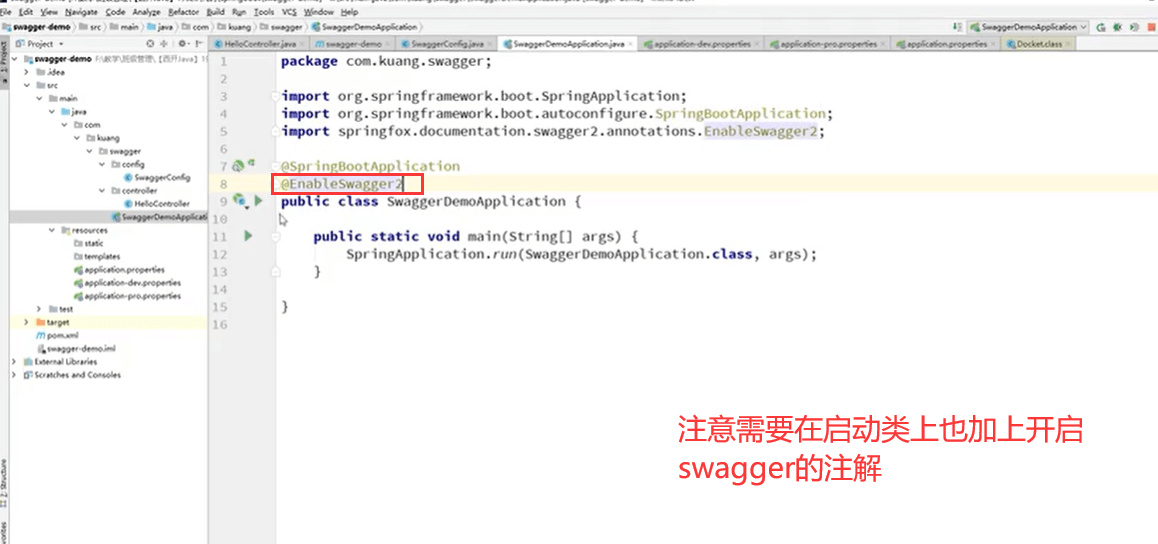 File Edit View Navigate Code Analyze Refactor Build Run Tools VCS Window Help
swagger-demo src main java com kuang swagger SwaggerDemoApplication
SwaggerDemoApplication
Project
HelloController.java swagger-demo SwaggerConfig.java SwaggerDemoApplication.java application-dev.properties application-pro.properties application.properties Docket.class
swagger-demo
.idea
src
main
java
com
kuang
swagger
config
SwaggerConfig
controller
HelloController
SwaggerDemoApplicati
resources
static
templates
application.properties
application-dev.properties
application-pro.properties
test
target
pom.xml
swagger-demo.iml
External Libraries
Scratches and Consoles
1 package com.kuang.swagger;
2
3 import org.springframework.boot.SpringApplication;
4 import org.springframework.boot.autoconfigure.SpringBootApplication;
5 import springfox.documentation.swagger2.annotations.EnableSwagger2;
6
7 @SpringBootApplication
8 @EnableSwagger2
9 public class SwaggerDemoApplication {
10
11 public static void main(String[] args) {
12 SpringApplication.run(SwaggerDemoApplication.class, args);
13 }
14
15 }
16
注意需要在启动类上也加上开启
swagger的注解
1: Project
Z: Structure